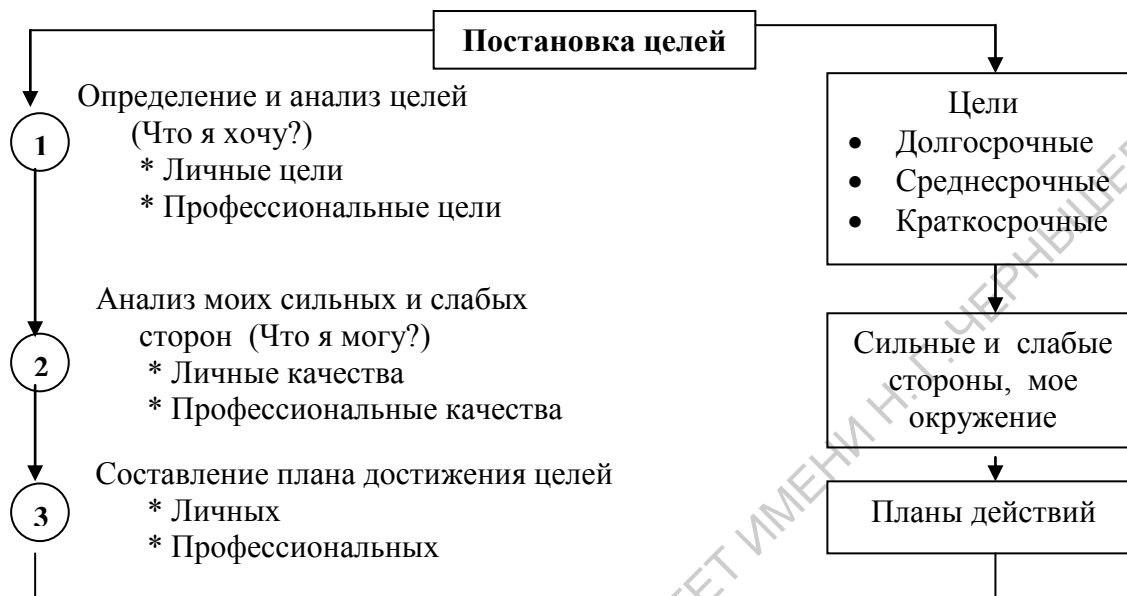 Постановка целей
1
Определение и анализ целей
(Что я хочу?)
* Личные цели
* Профессиональные цели
2
Анализ моих сильных и слабых
сторон (Что я могу?)
* Личные качества
* Профессиональные качества
3
Составление плана достижения целей
* Личных
* Профессиональных
Цели
• Долгосрочные
• Среднесрочные
• Краткосрочные
Сильные и слабые
стороны, мое
окружение
Планы действий
ИМЕНИ Н. Г.